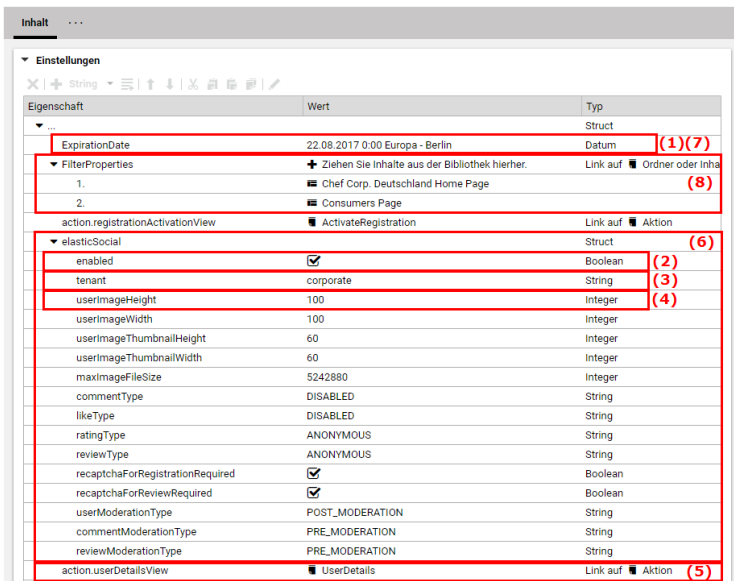 Inhalt ···
Einstellungen
String
Eigenschaft Wert Typ
... Struct
ExpirationDate 22.08.2017 0:00 Europa - Berlin Datum (1)(7)
FilterProperties Ziehen Sie Inhalte aus der Bibliothek hierher. Link auf Ordner oder Inha
1. Chef Corp. Deutschland Home Page (8)
2. Consumers Page
action.registrationActivationView ActivateRegistration Link auf Aktion
elasticSocial Struct (6)
enabled Boolean (2)
tenant corporate String (3)
userImageHeight 100 Integer (4)
userImageWidth 100 Integer
userImageThumbnailHeight 60 Integer
userImageThumbnailWidth 60 Integer
maxImageFileSize 5242880 Integer
commentType DISABLED String
likeType DISABLED String
ratingType ANONYMOUS String
reviewType ANONYMOUS String
recaptchaForRegistrationRequired Boolean
recaptchaForReviewRequired Boolean
userModerationType POST_MODERATION String
commentModerationType PRE_MODERATION String
reviewModerationType PRE_MODERATION String
action.userDetailsView UserDetails Link auf Aktion (5)